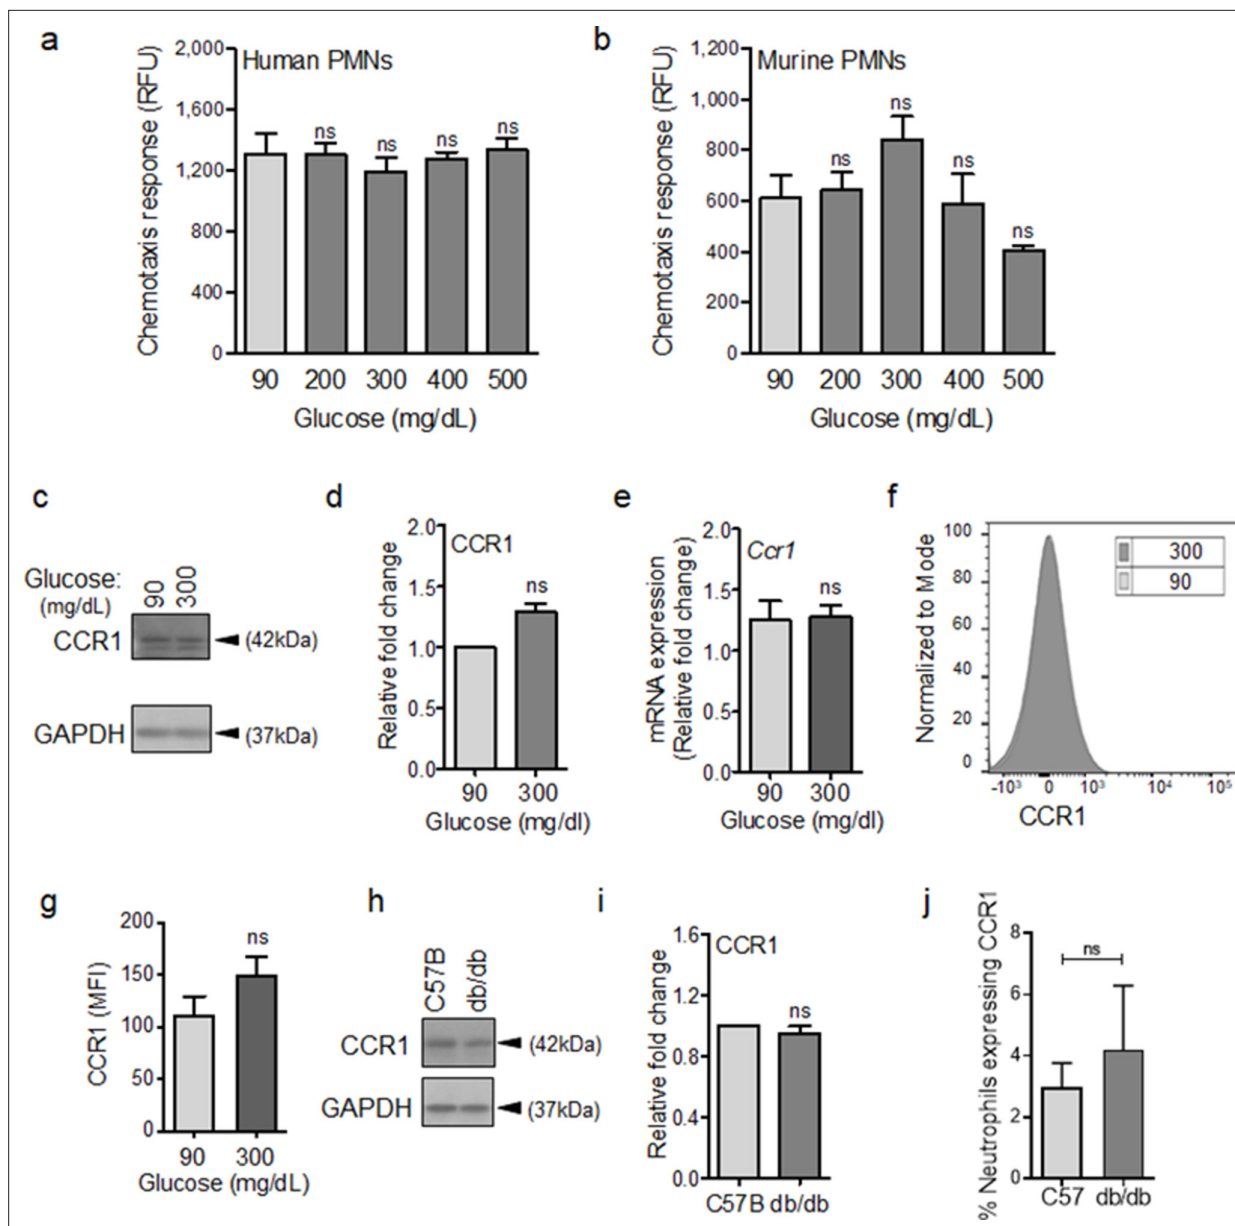 a
Chemotaxis response (RFU)
Human PMNs
2,000
1,600
1,200
800
400
0
ns ns ns ns
90 200 300 400 500
Glucose (mg/dL)
b
Chemotaxis response (RFU)
Murine PMNs
1,200
1,000
800
600
400
200
0
ns ns ns ns
90 200 300 400 500
Glucose (mg/dL)
c
Glucose:
(mg/dL)
90 300
CCR1 (42kDa)
GAPDH (37kDa)
d
Relative fold change
CCR1
2.0
1.5
1.0
0.5
0.0
ns
90 300
Glucose (mg/dl)
e
mRNA expression
(Relative fold change)
Ccr1
2.0
1.5
1.0
0.5
0.0
ns
90 300
Glucose (mg/dl)
f
Normalized to Mode
100
80
60
40
20
0
300
90
-10³ 0 10³ 10⁴ 10⁵
CCR1
g
CCR1 (MFI)
200
150
100
50
0
ns
90 300
Glucose (mg/dL)
h
C57B db/db
CCR1 (42kDa)
GAPDH (37kDa)
i
Relative fold change
CCR1
1.6
1.2
0.8
0.4
0.0
ns
C57B db/db
j
% Neutrophils expressing CCR1
8
6
4
2
0
ns
C57 db/db